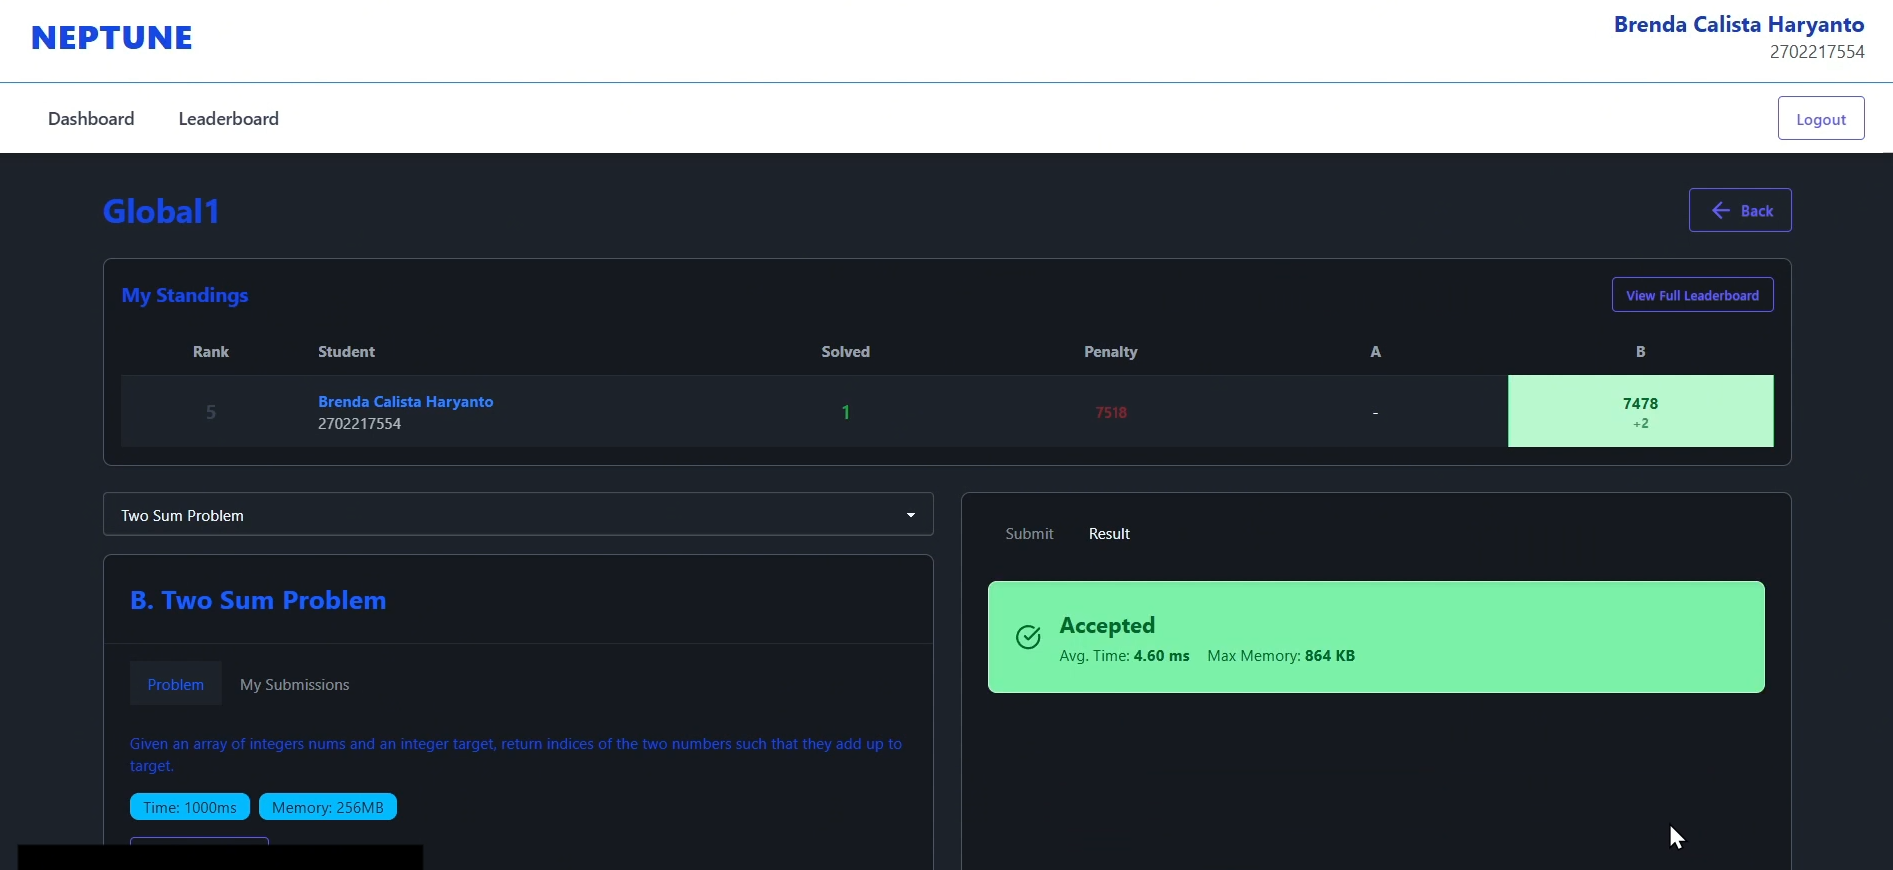 NEPTUNE
Brenda Calista Haryanto
2702217554
Dashboard
Leaderboard
Logout
Global1
Back
My Standings
View Full Leaderboard
Rank Student Solved Penalty A B
5 Brenda Calista Haryanto 1 7518 - 7478
2702217554 +2
Two Sum Problem
Submit Result
B. Two Sum Problem
Accepted
Avg. Time: 4.60 ms Max Memory: 864 KB
Problem My Submissions
Given an array of integers nums and an integer target, return indices of the two numbers such that they add up to
target.
Time: 1000ms Memory: 256MB